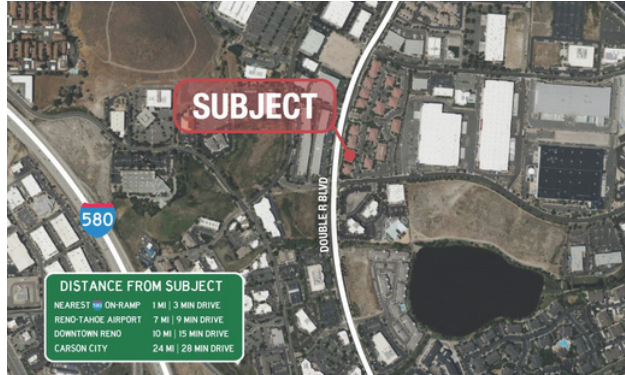 SUBJECT
DOUBLE R BLVD
580
DISTANCE FROM SUBJECT
NEAREST 580 ON-RAMP 1 MI | 3 MIN DRIVE
RENO-TAHOE AIRPORT 7 MI | 9 MIN DRIVE
DOWNTOWN RENO 10 MI | 15 MIN DRIVE
CARSON CITY 24 MI | 28 MIN DRIVE